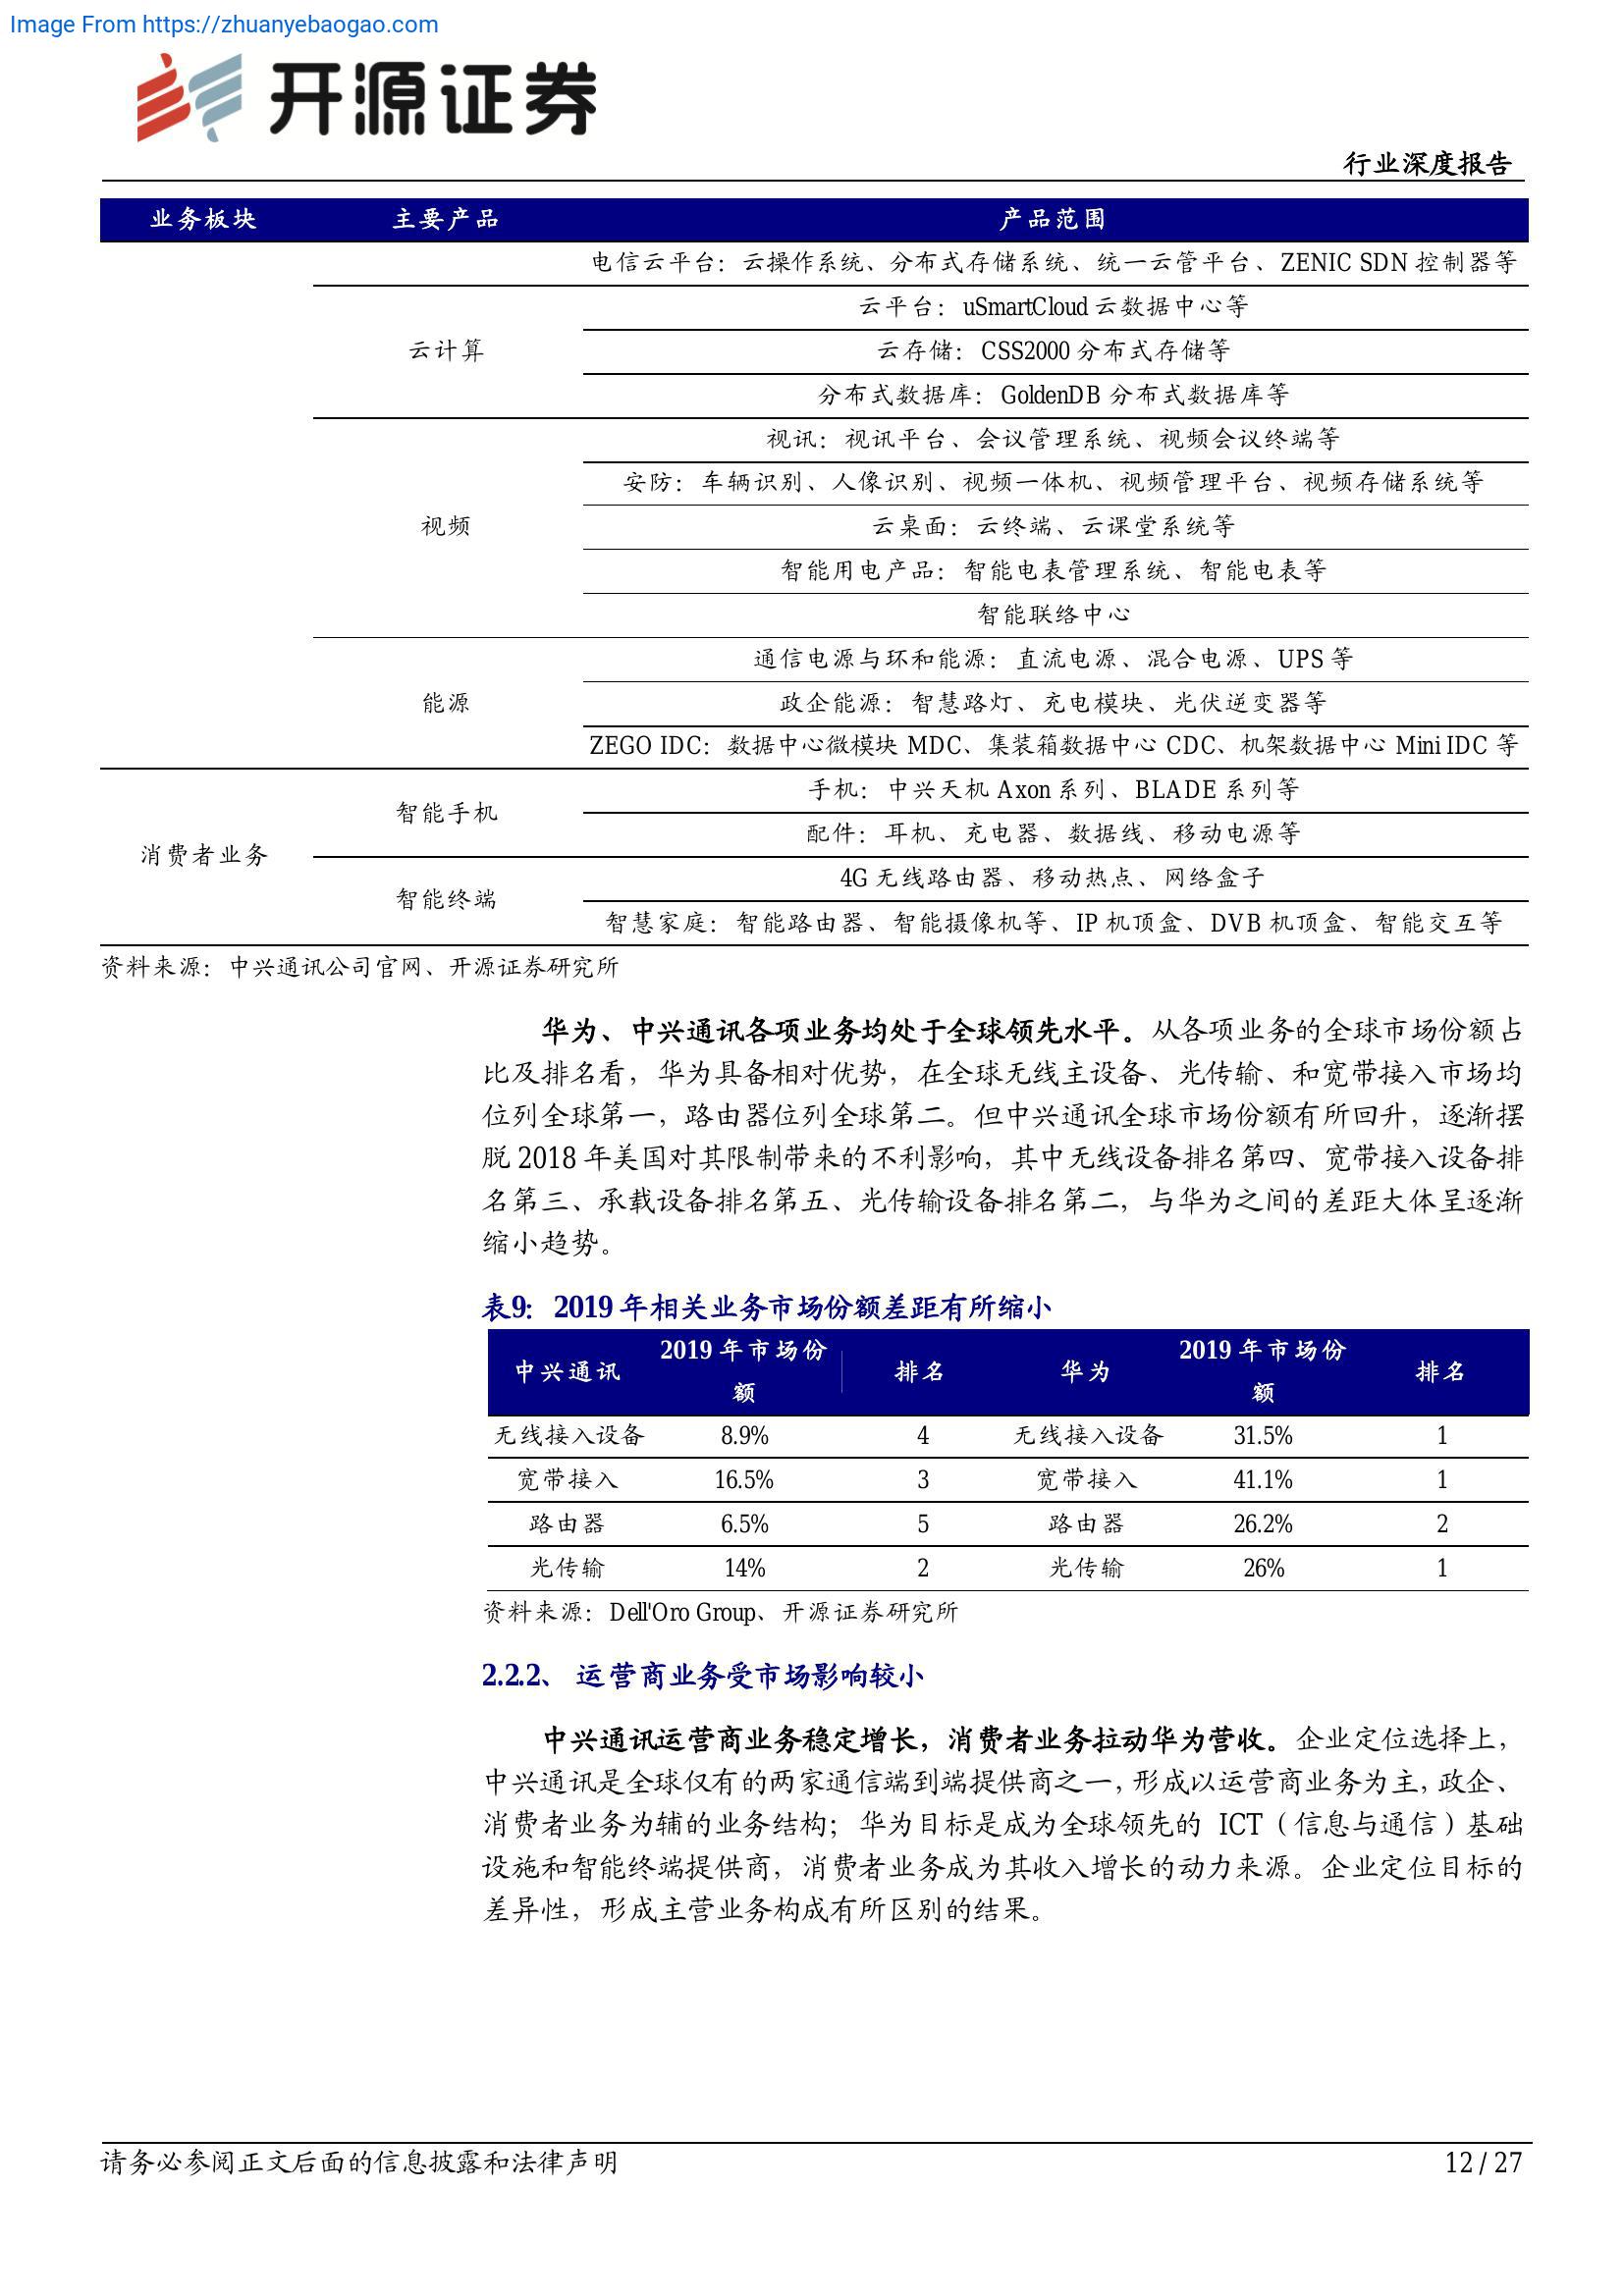 Image From https://zhuanyebaogao.com
开源证券
行业深度报告
业务板块 主要产品 产品范围
电信云平台：云操作系统、分布式存储系统、统一云管平台、ZENIC SDN 控制器等
云平台：uSmartCloud 云数据中心等
云计算 云存储：CSS2000 分布式存储等
分布式数据库：GoldenDB 分布式数据库等
视讯：视讯平台、会议管理系统、视频会议终端等
安防：车辆识别、人像识别、视频一体机、视频管理平台、视频存储系统等
视频 云桌面：云终端、云课堂系统等
智能用电产品：智能电表管理系统、智能电表等
智能联络中心
通信电源与环和能源：直流电源、混合电源、UPS 等
能源 政企能源：智慧路灯、充电模块、光伏逆变器等
ZEGO IDC：数据中心微模块 MDC、集装箱数据中心 CDC、机架数据中心 Mini IDC 等
消费者业务
智能手机
手机：中兴天机 Axon 系列、BLADE 系列等
配件：耳机、充电器、数据线、移动电源等
智能终端
4G 无线路由器、移动热点、网络盒子
智慧家庭：智能路由器、智能摄像机等、IP 机顶盒、DVB 机顶盒、智能交互等
资料来源：中兴通讯公司官网、开源证券研究所
华为、中兴通讯各项业务均处于全球领先水平。从各项业务的全球市场份额占
比及排名看，华为具备相对优势，在全球无线主设备、光传输、和宽带接入市场均
位列全球第一，路由器位列全球第二。但中兴通讯全球市场份额有所回升，逐渐摆
脱 2018 年美国对其限制带来的不利影响，其中无线设备排名第四、宽带接入设备排
名第三、承载设备排名第五、光传输设备排名第二，与华为之间的差距大体呈逐渐
缩小趋势。
表9：2019 年相关业务市场份额差距有所缩小
中兴通讯 2019 年市场份额 排名 华为 2019 年市场份额 排名
无线接入设备 8.9% 4 无线接入设备 31.5% 1
宽带接入 16.5% 3 宽带接入 41.1% 1
路由器 6.5% 5 路由器 26.2% 2
光传输 14% 2 光传输 26% 1
资料来源：Dell'Oro Group、开源证券研究所
2.2.2、 运营商业务受市场影响较小
中兴通讯运营商业务稳定增长，消费者业务拉动华为营收。企业定位选择上，
中兴通讯是全球仅有的两家通信端到端提供商之一，形成以运营商业务为主，政企、
消费者业务为辅的业务结构；华为目标是成为全球领先的 ICT（信息与通信）基础
设施和智能终端提供商，消费者业务成为其收入增长的动力来源。企业定位目标的
差异性，形成主营业务构成有所区别的结果。
请务必参阅正文后面的信息披露和法律声明 12 / 27